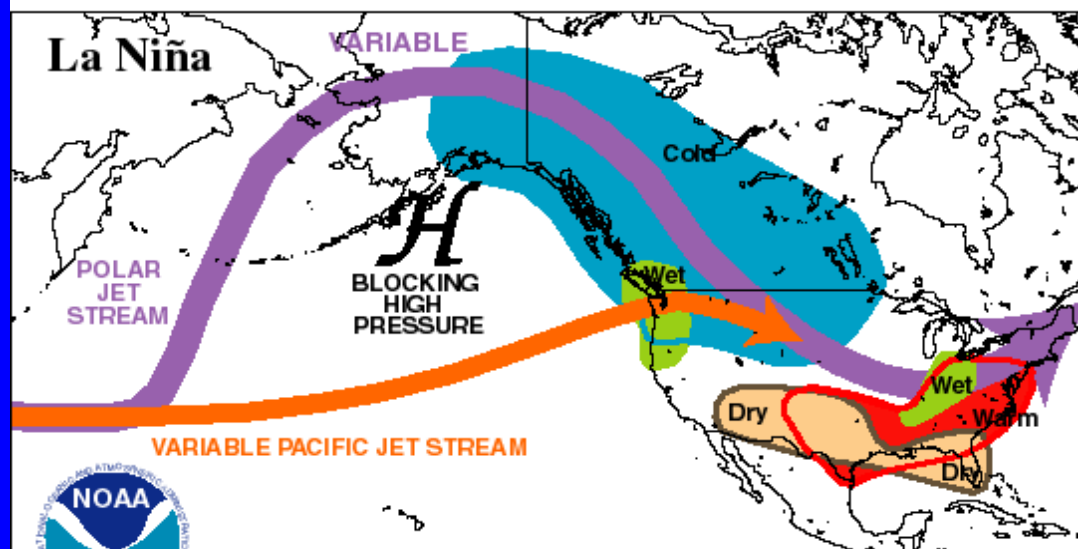 La Niña
VARIABLE
Cold
POLAR
JET
STREAM
H
BLOCKING
HIGH
PRESSURE
Wet
VARIABLE PACIFIC JET STREAM
Dry
Wet
Warm
Dry
NOAA